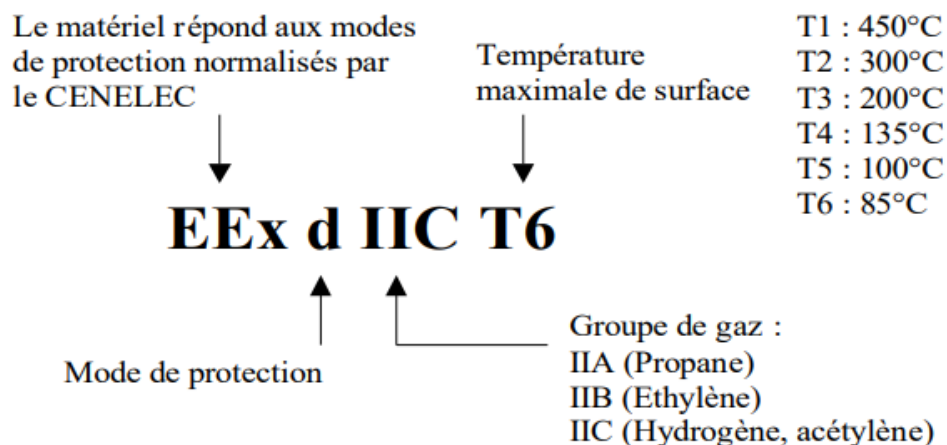 Le matériel répond aux modes
de protection normalisés par
le CENELEC
Température
maximale de surface
T1 : 450°C
T2 : 300°C
T3 : 200°C
T4 : 135°C
T5 : 100°C
T6 : 85°C
EEx d IIC T6
Mode de protection
Groupe de gaz :
IIA (Propane)
IIB (Ethylène)
IIC (Hydrogène, acétylène)